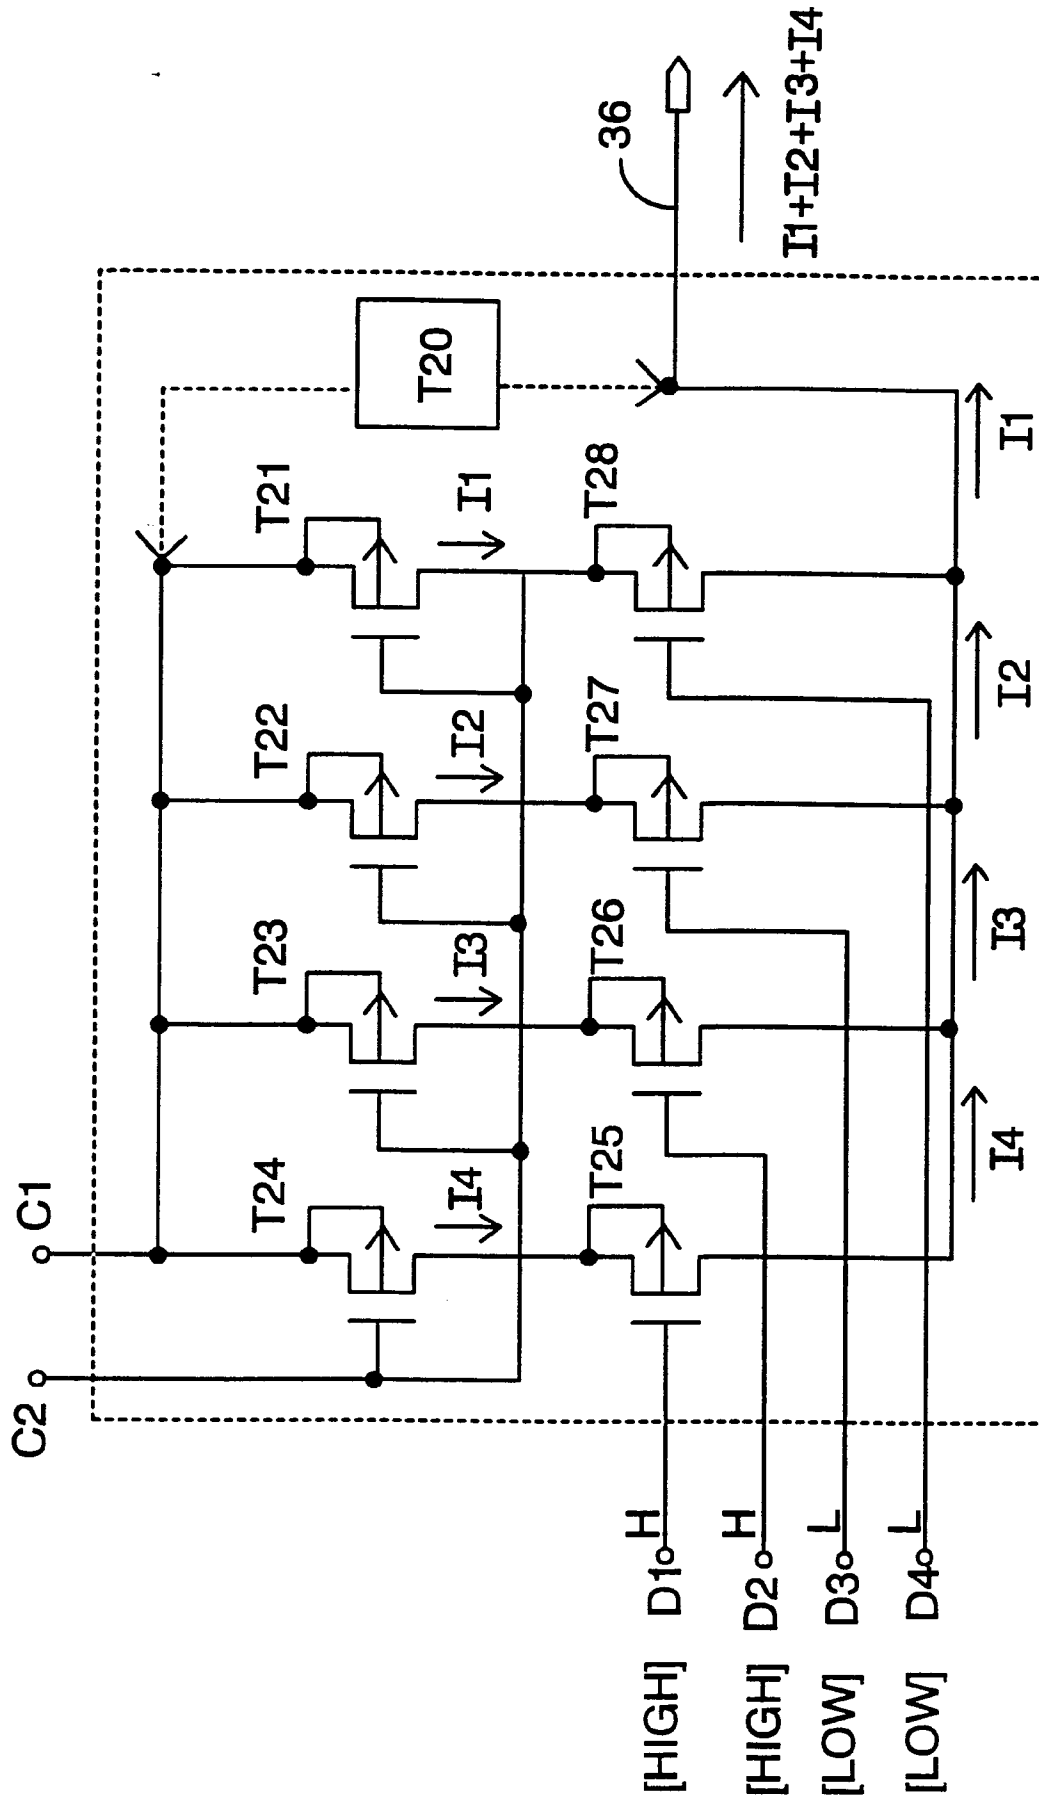 C2
C1
T24
T23
T22
T21
I4
I3
I2
I1
T20
T25
T26
T27
T28
36
I1+I2+I3+I4
[HIGH] D1 H
[HIGH] D2 H
[LOW] D3 L
[LOW] D4 L
I4
I3
I2
I1